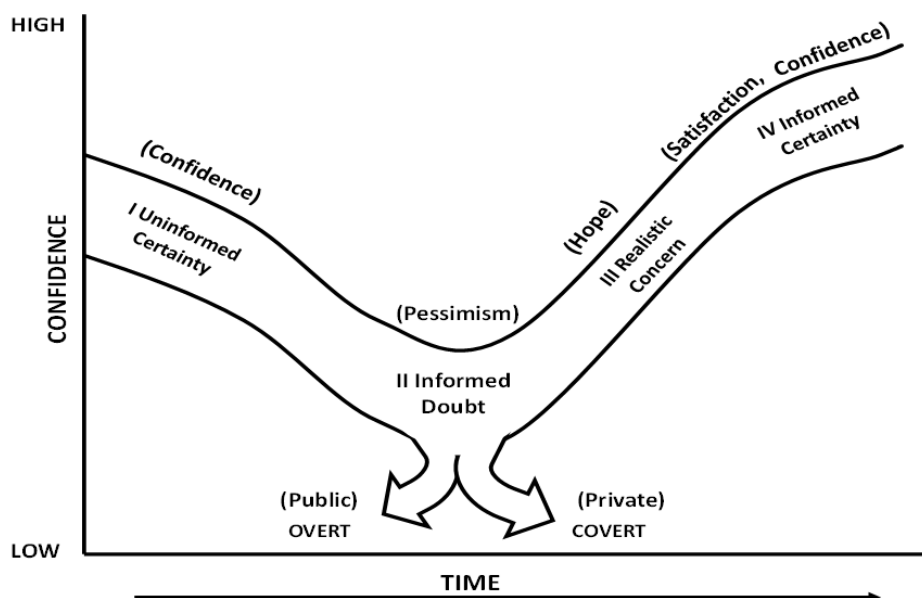 HIGH
CONFIDENCE
LOW
(Confidence)
I Uninformed
Certainty
(Pessimism)
II Informed
Doubt
(Public)
OVERT
(Private)
COVERT
(Hope)
III Realistic
Concern
(Satisfaction, Confidence)
IV Informed
Certainty
TIME